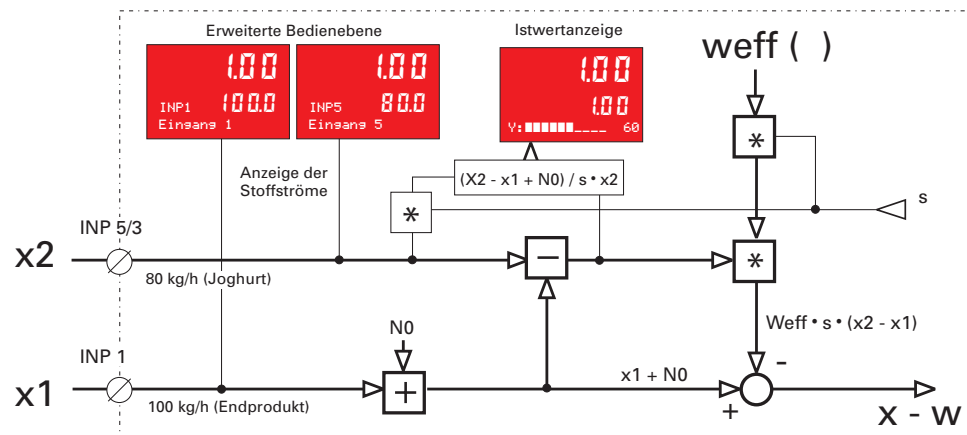 Erweiterte Bedienebene
Istwertanzeige
weff ( )
1.00
INP1 100.0
Eingang 1
1.00
INP5 80.0
Eingang 5
1.00
1.00
Y: 60
*
Anzeige der
Stoffströme
(X2 - x1 + N0) / s • x2
*
s
INP 5/3
x2
80 kg/h (Joghurt)
−
*
N0
Weff • s • (x2 - x1)
INP 1
x1
100 kg/h (Endprodukt)
+
x1 + N0
-
+
x - w